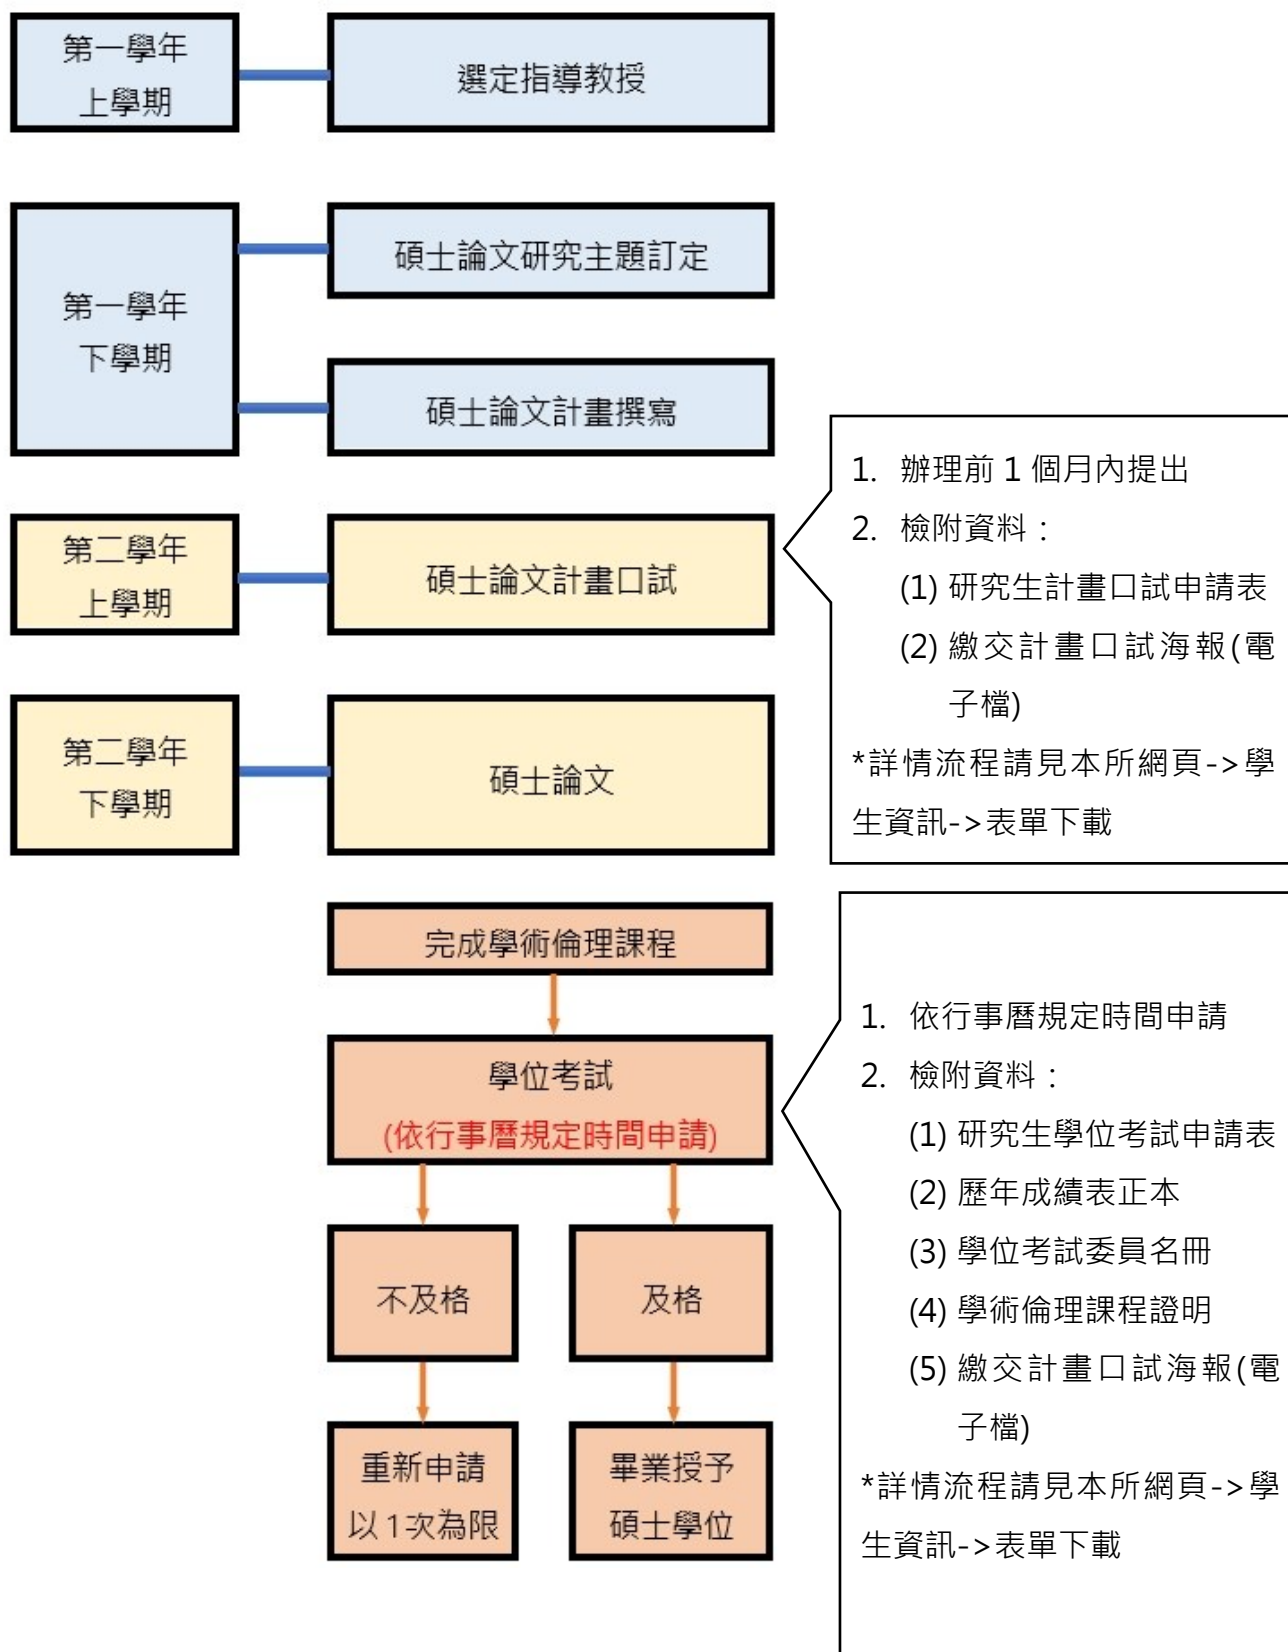 第一學年
上學期
選定指導教授
第一學年
下學期
碩士論文研究主題訂定
碩士論文計畫撰寫
第二學年
上學期
碩士論文計畫口試
1. 辦理前 1 個月內提出
2. 檢附資料：
(1) 研究生計畫口試申請表
(2) 繳交計畫口試海報(電
子檔)
*詳情流程請見本所網頁->學
生資訊->表單下載
第二學年
下學期
碩士論文
完成學術倫理課程
學位考試
(依行事曆規定時間申請)
1. 依行事曆規定時間申請
2. 檢附資料：
(1) 研究生學位考試申請表
(2) 歷年成績表正本
(3) 學位考試委員名冊
(4) 學術倫理課程證明
(5) 繳交計畫口試海報(電
子檔)
*詳情流程請見本所網頁->學
生資訊->表單下載
不及格
及格
重新申請
以1次為限
畢業授予
碩士學位